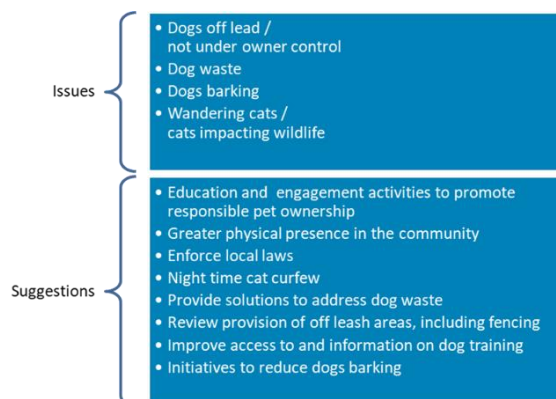 Issues
• Dogs off lead /
not under owner control
• Dog waste
• Dogs barking
• Wandering cats /
cats impacting wildlife
Suggestions
• Education and engagement activities to promote
responsible pet ownership
• Greater physical presence in the community
• Enforce local laws
• Night time cat curfew
• Provide solutions to address dog waste
• Review provision of off leash areas, including fencing
• Improve access to and information on dog training
• Initiatives to reduce dogs barking